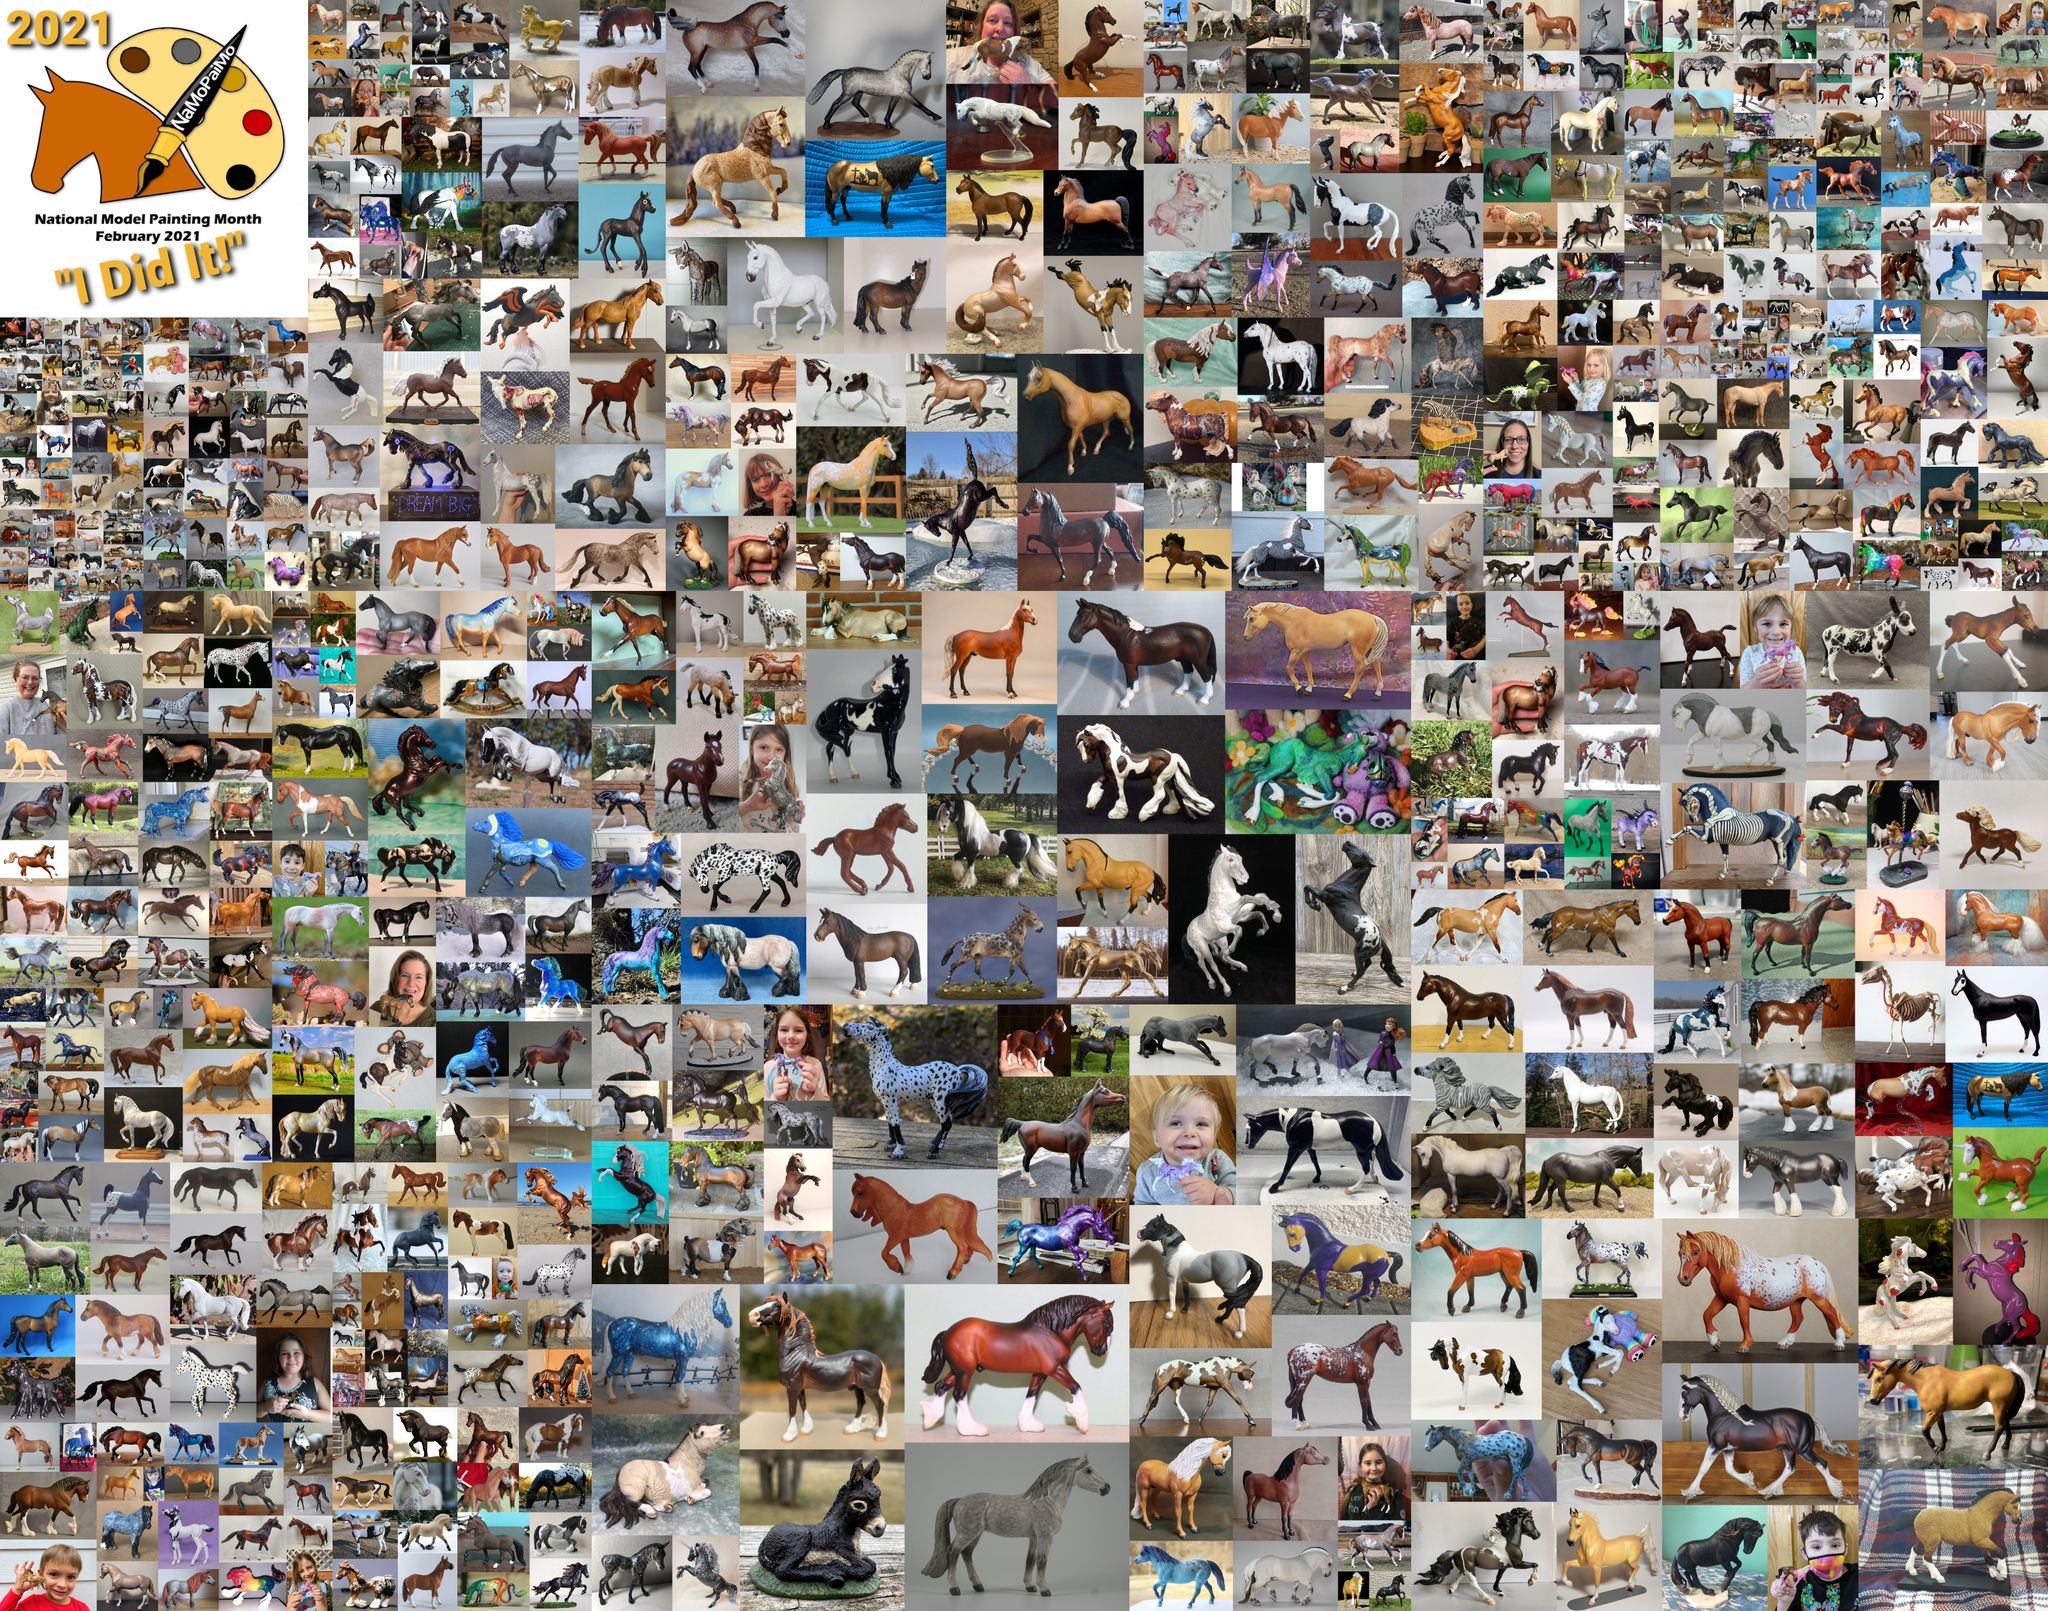 2021
NaMoPaiMo
National Model Painting Month
February 2021
"I Did It!"
DREAM BIG